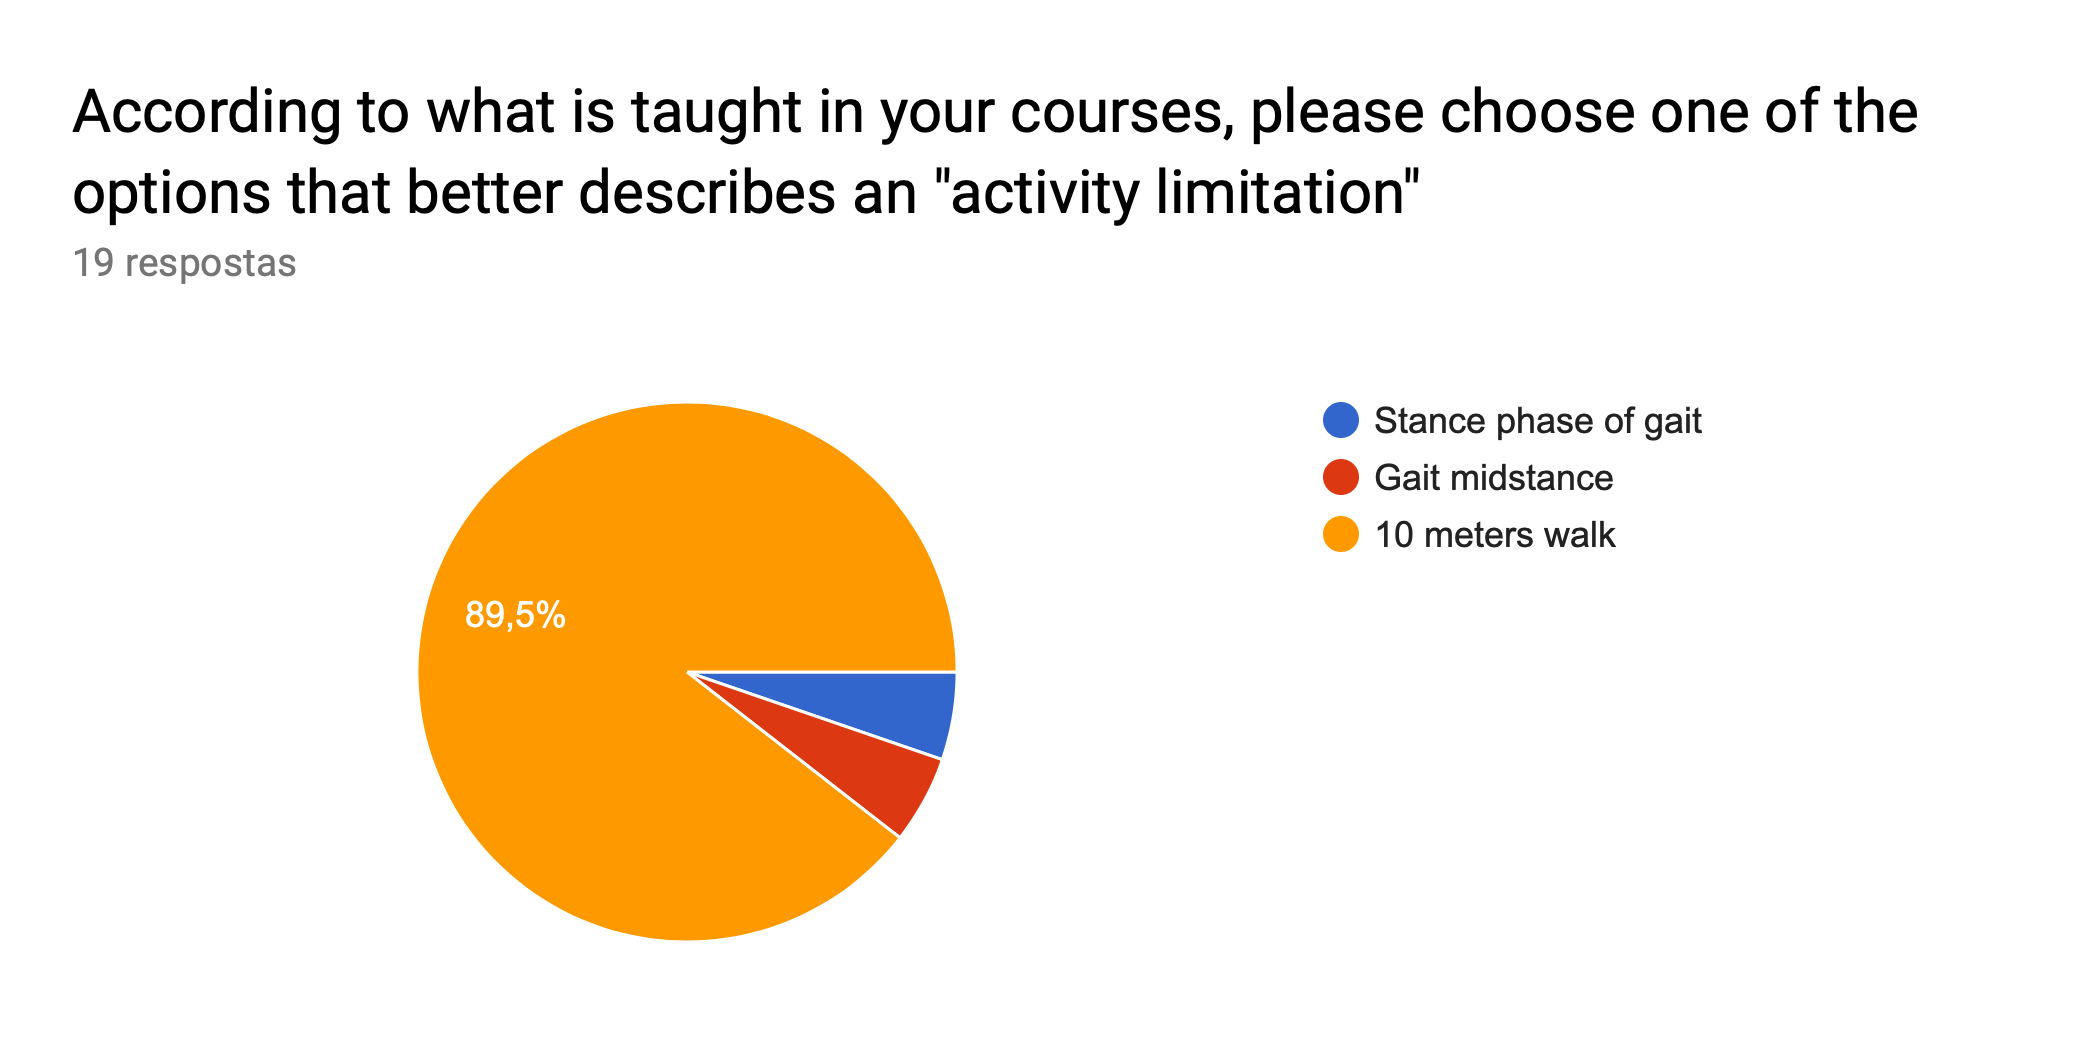 According to what is taught in your courses, please choose one of the
options that better describes an "activity limitation"
19 respostas
Stance phase of gait
Gait midstance
10 meters walk
89,5%